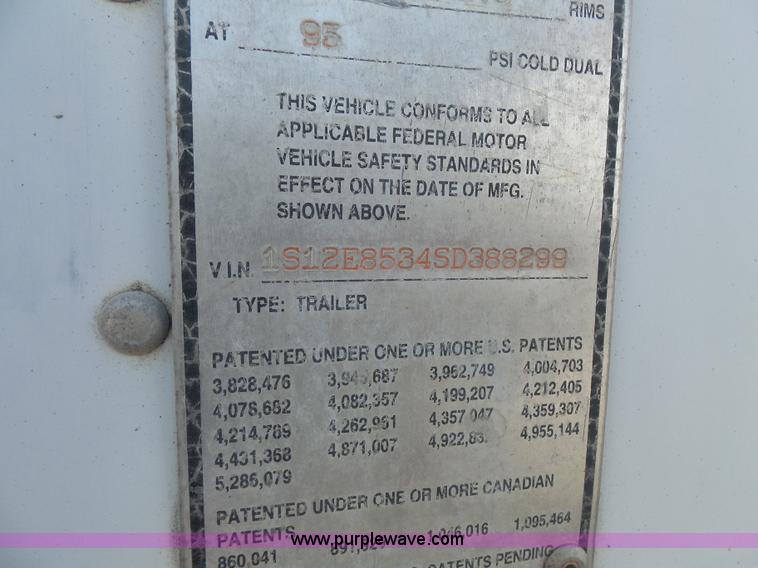 RIMS
AT 95 PSI COLD DUAL
THIS VEHICLE CONFORMS TO ALL
APPLICABLE FEDERAL MOTOR
VEHICLE SAFETY STANDARDS IN
EFFECT ON THE DATE OF MFG.
SHOWN ABOVE.
V.I.N. 1S12E8534SD388299
TYPE: TRAILER
PATENTED UNDER ONE OR MORE U.S. PATENTS
3,828,476 3,962,749 4,004,703
4,078,682 4,082,357 4,199,207 4,212,405
4,214,789 4,262,961 4,357,047 4,359,307
4,431,368 4,871,007 4,955,144
5,286,079
PATENTED UNDER ONE OR MORE CANADIAN
PATENTS 1,095,464
860,041
PATENTS PENDING
www.purplewave.com